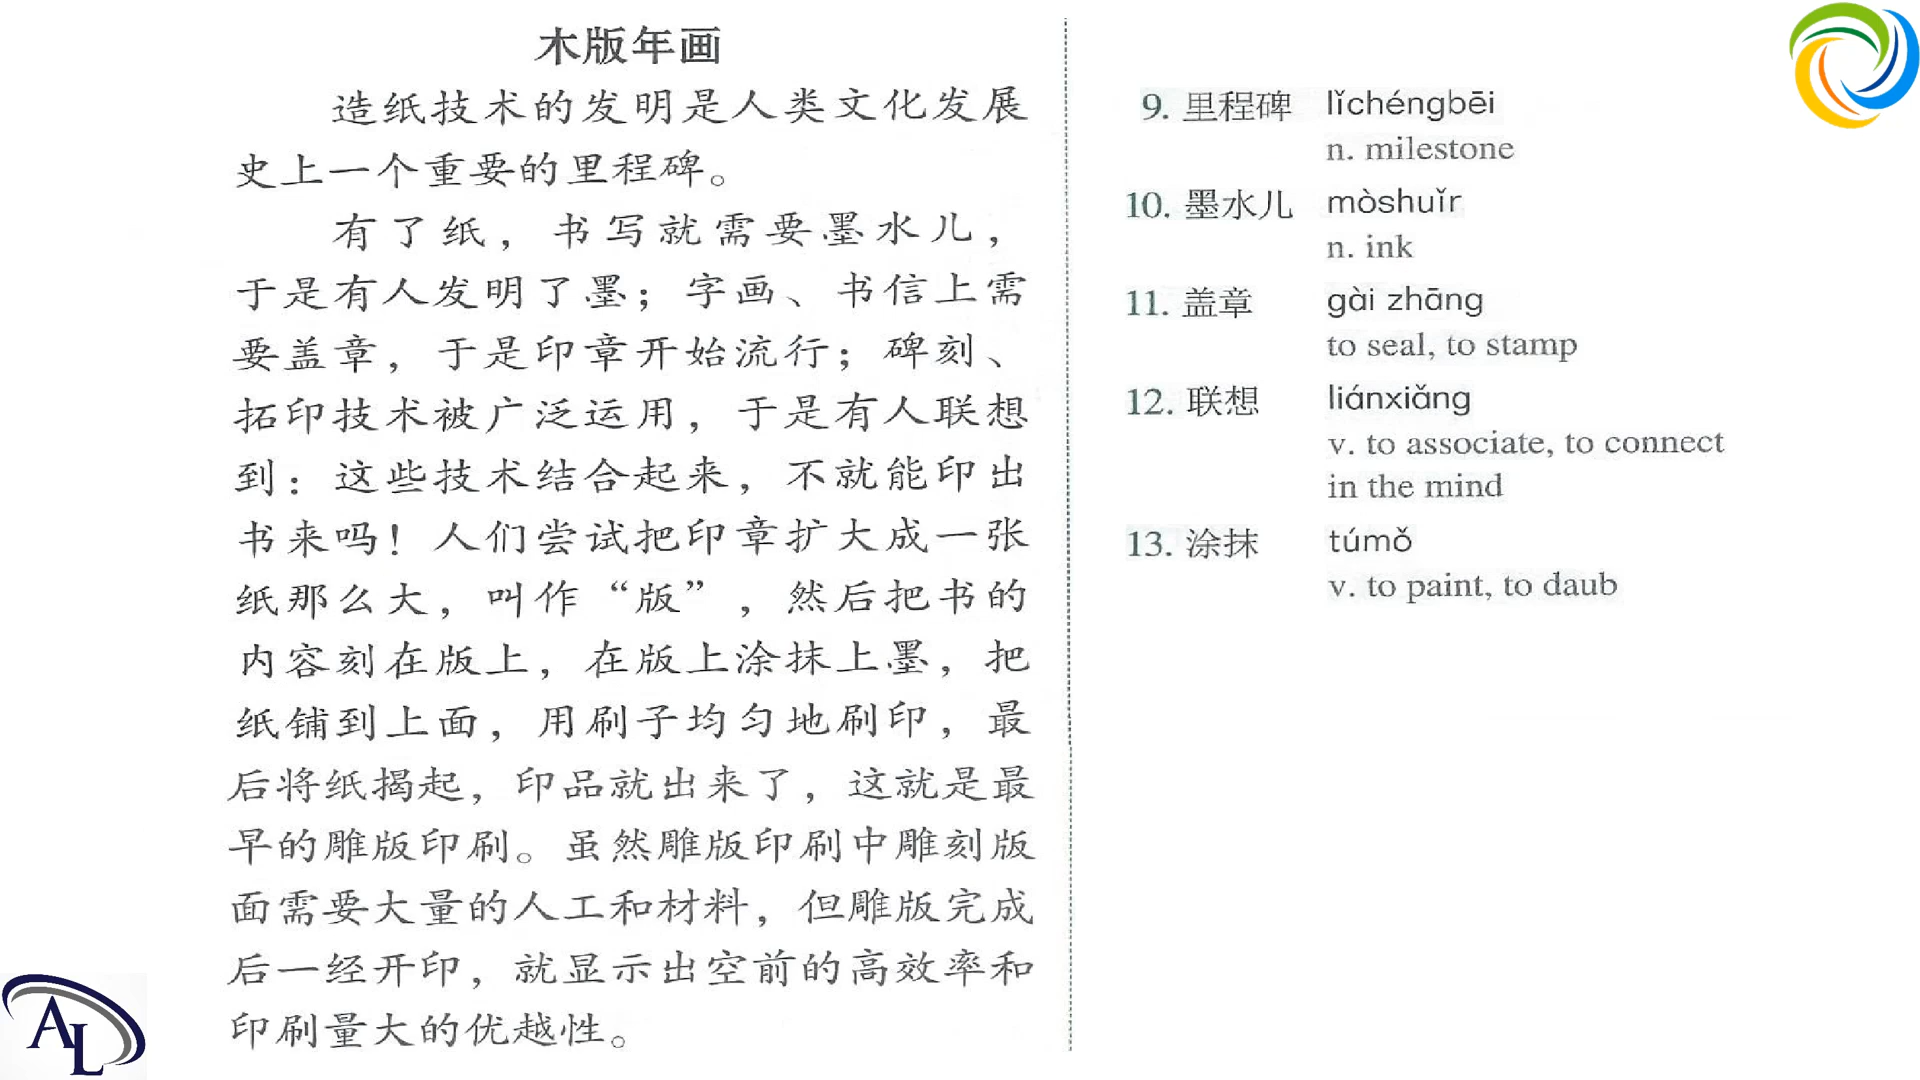 木版年画
造纸技术的发明是人类文化发展
史上一个重要的里程碑。
有了纸，书写就需要墨水儿，
于是有人发明了墨；字画、书信上需
要盖章，于是印章开始流行；碑刻、
拓印技术被广泛运用，于是有人联想
到：这些技术结合起来，不就能印出
书来吗！人们尝试把印章扩大成一张
纸那么大，叫作“版”，然后把书的
内容刻在版上，在版上涂抹上墨，把
纸铺到上面，用刷子均匀地刷印，最
后将纸揭起，印品就出来了，这就是最
早的雕版印刷。虽然雕版印刷中雕刻版
面需要大量的人工和材料，但雕版完成
后一经开印，就显示出空前的高效率和
印刷量大的优越性。
9. 里程碑 lǐchéngbēi
n. milestone
10. 墨水儿 mòshuǐr
n. ink
11. 盖章 gài zhāng
to seal, to stamp
12. 联想 liánxiǎng
v. to associate, to connect
in the mind
13. 涂抹 túmǒ
v. to paint, to daub
AL